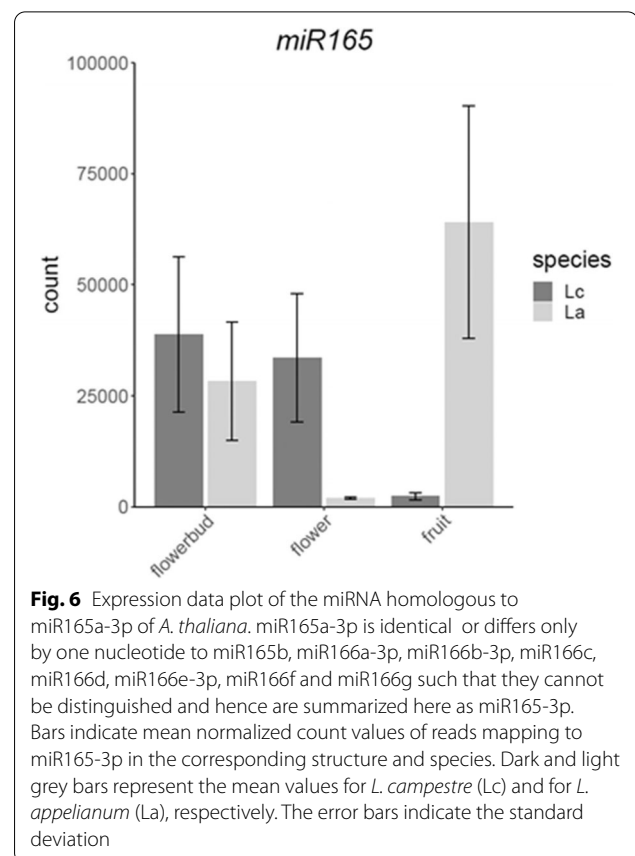 miR165
100000
75000
50000
25000
0
count
flowerbud
flower
fruit
species
Lc
La
Fig. 6 Expression data plot of the miRNA homologous to
miR165a-3p of A. thaliana. miR165a-3p is identical or differs only
by one nucleotide to miR165b, miR166a-3p, miR166b-3p, miR166c,
miR166d, miR166e-3p, miR166f and miR166g such that they cannot
be distinguished and hence are summarized here as miR165-3p.
Bars indicate mean normalized count values of reads mapping to
miR165-3p in the corresponding structure and species. Dark and light
grey bars represent the mean values for L. campestre (Lc) and for L.
appelianum (La), respectively. The error bars indicate the standard
deviation